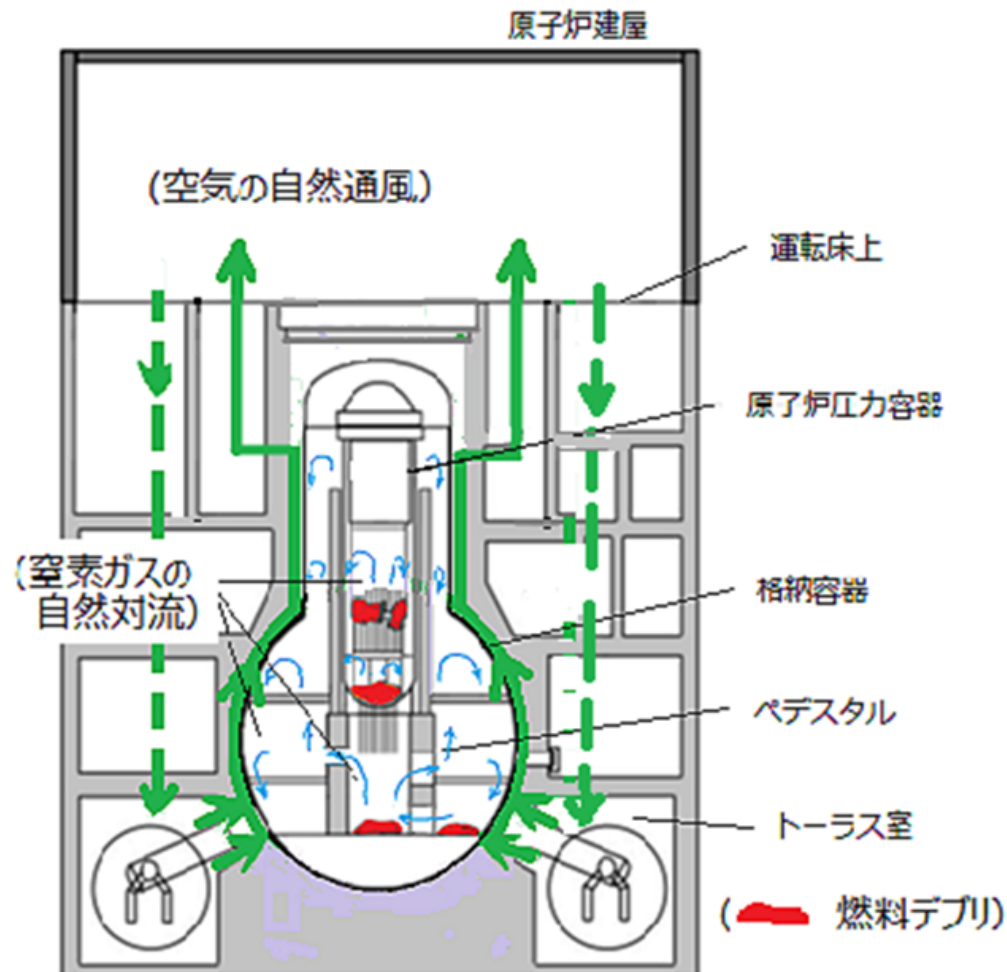 原子炉建屋
(空気の自然通風)
運転床上
原子炉圧力容器
(窒素ガスの
自然対流)
格納容器
ペデスタル
トーラス室
( 燃料デブリ)